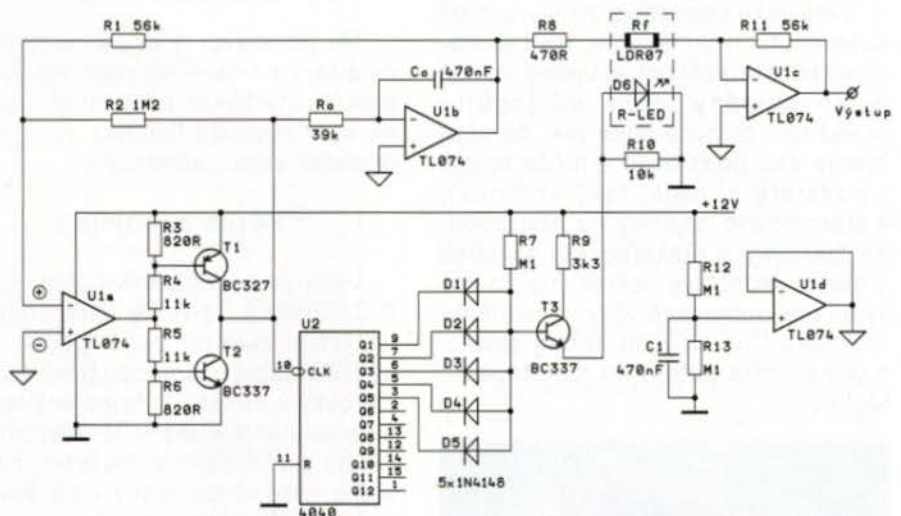 R1 56k
R2 1M2
Ro
39k
Co 470nF
U1b
TL074
R8
470R
Rf
LDR07
D6
R-LED
R10
10k
R11 56k
U1c
TL074
Výstup
+12V
R3
820R
T1
BC327
R4
11k
R5
11k
T2
BC337
R6
820R
U1a
TL074
+
-
U2
10
CLK
11
R
4040
Q1 9
Q2 7
Q3 6
Q4 5
Q5 3
Q6 2
Q7 4
Q8 13
Q9 12
Q10 14
Q11 15
Q12 1
D1
D2
D3
D4
D5
5x1N4148
R7
M1
R9
3k3
T3
BC337
R12
M1
C1
470nF
R13
M1
U1d
TL074